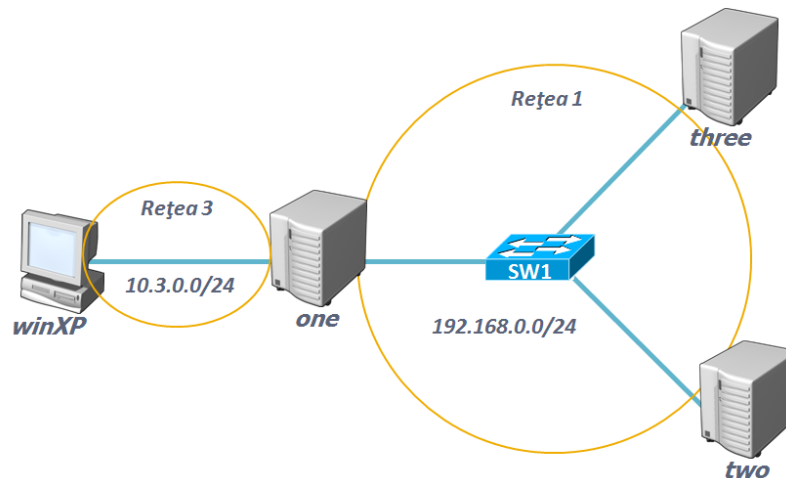 Reţea 1
three
Reţea 3
SW1
10.3.0.0/24
one
winXP
192.168.0.0/24
two